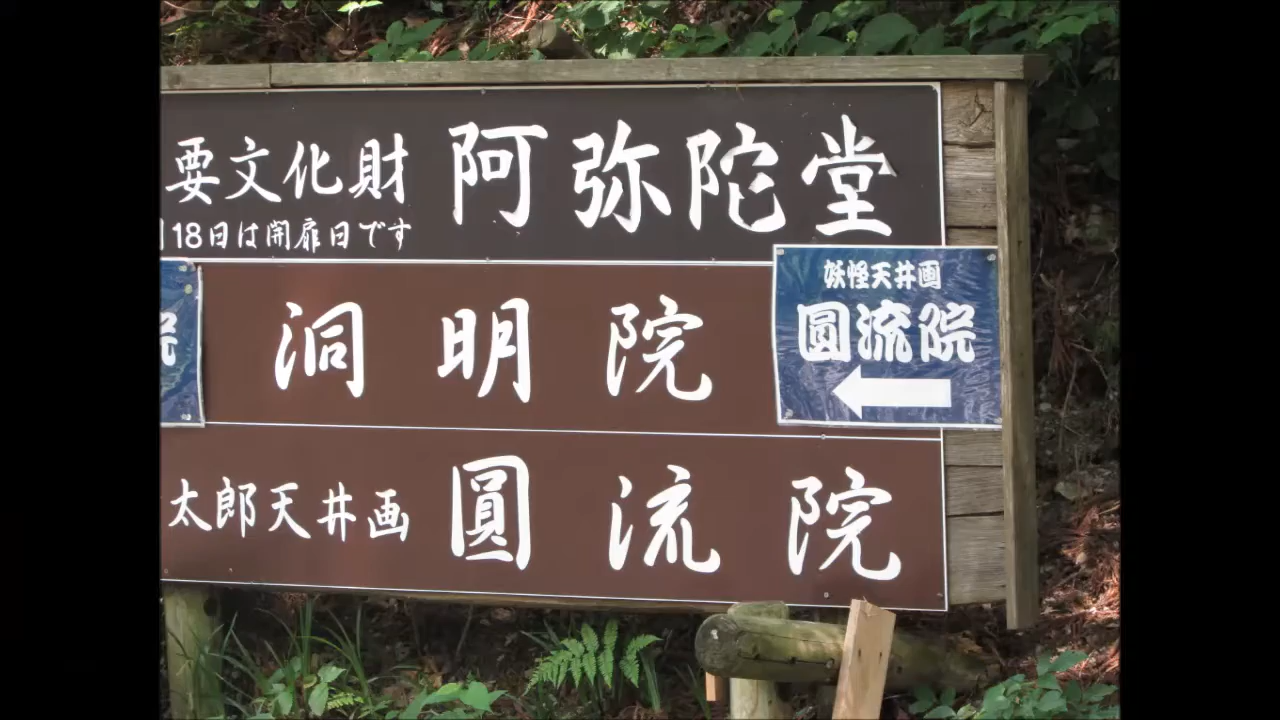 要文化財 阿弥陀堂
18日は開扉日です
院
洞明院
妖怪天井画
圓流院
太郎天井画 圓流院